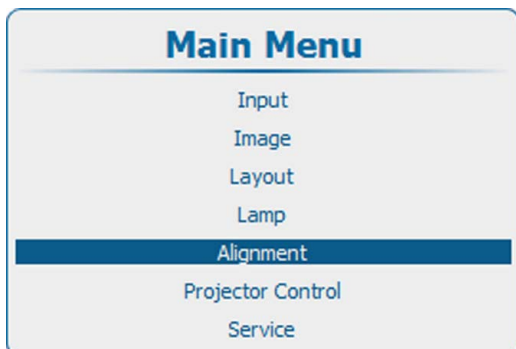 Main Menu
Input
Image
Layout
Lamp
Alignment
Projector Control
Service